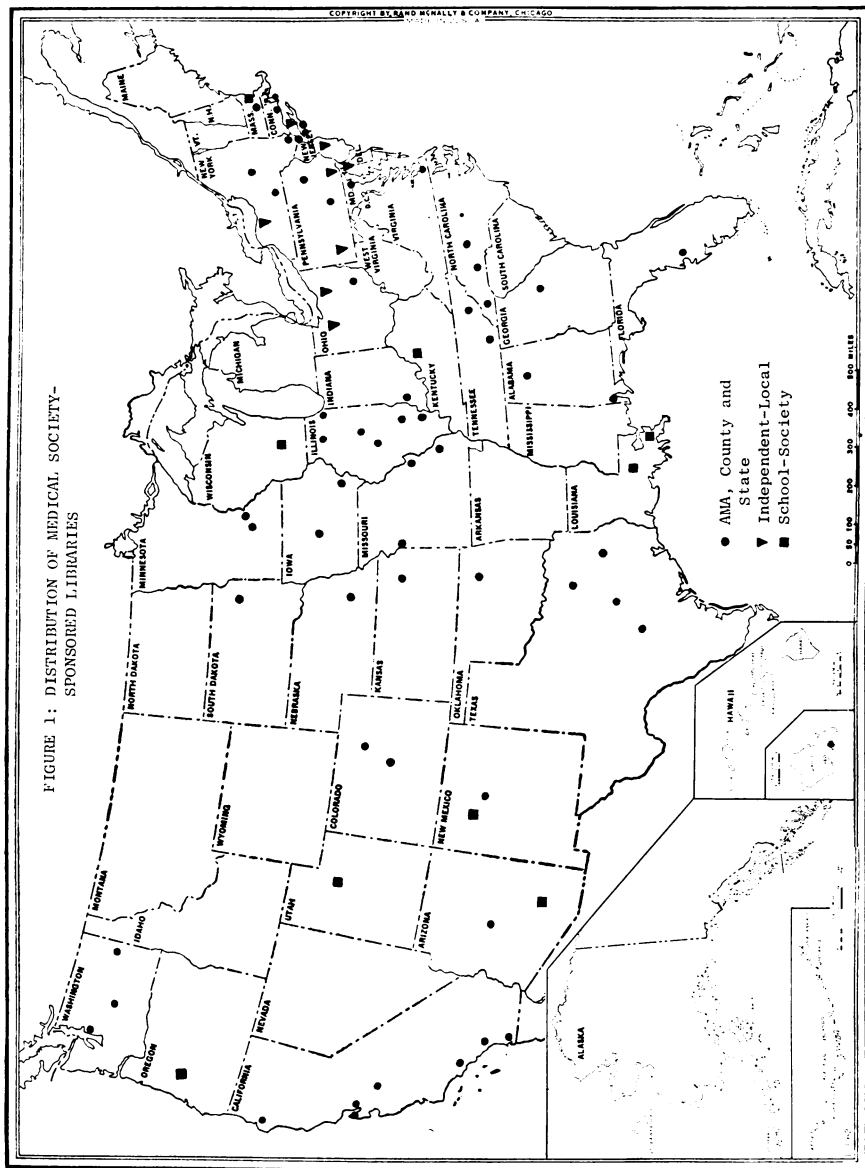 COPYRIGHT BY RAND MCNALLY & COMPANY, CHICAGO
FIGURE 1: DISTRIBUTION OF MEDICAL SOCIETY-
SPONSORED LIBRARIES
WASHINGTON
OREGON
CALIFORNIA
NEVADA
IDAHO
MONTANA
WYOMING
UTAH
ARIZONA
COLORADO
NEW MEXICO
NORTH DAKOTA
SOUTH DAKOTA
NEBRASKA
KANSAS
OKLAHOMA
TEXAS
MINNESOTA
IOWA
MISSOURI
ARKANSAS
LOUISIANA
WISCONSIN
ILLINOIS
MICHIGAN
INDIANA
OHIO
KENTUCKY
TENNESSEE
MISSISSIPPI
ALABAMA
GEORGIA
FLORIDA
SOUTH CAROLINA
NORTH CAROLINA
VIRGINIA
WEST
VIRGINIA
D.C.
MD.
DEL.
PENNSYLVANIA
NEW
JERSEY
NEW
YORK
CONN.
MASS.
VT.
N.H.
MAINE
ALASKA
HAWAII
AMA, County and
State
Independent-Local
School-Society
0 50 100 200 300 400 500 MILES